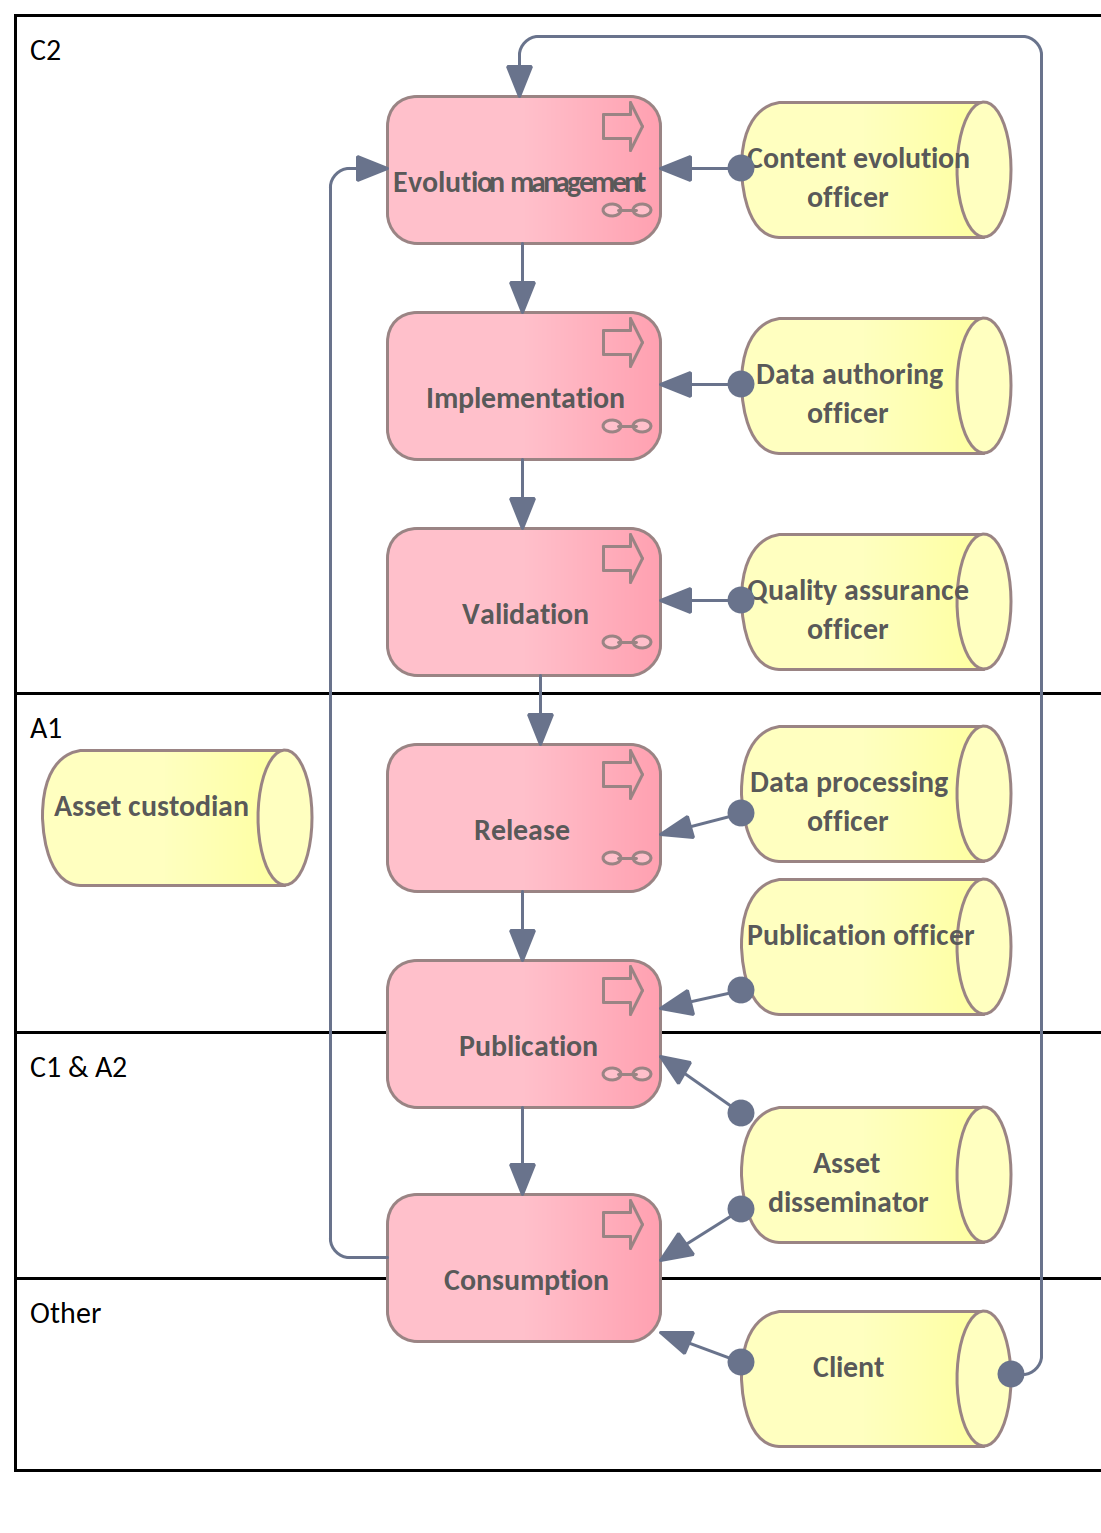 C2
Evolution management
Content evolution
officer
Implementation
Data authoring
officer
Validation
Quality assurance
officer
A1
Asset custodian
Release
Data processing
officer
Publication officer
Publication
C1 & A2
Asset
disseminator
Consumption
Other
Client